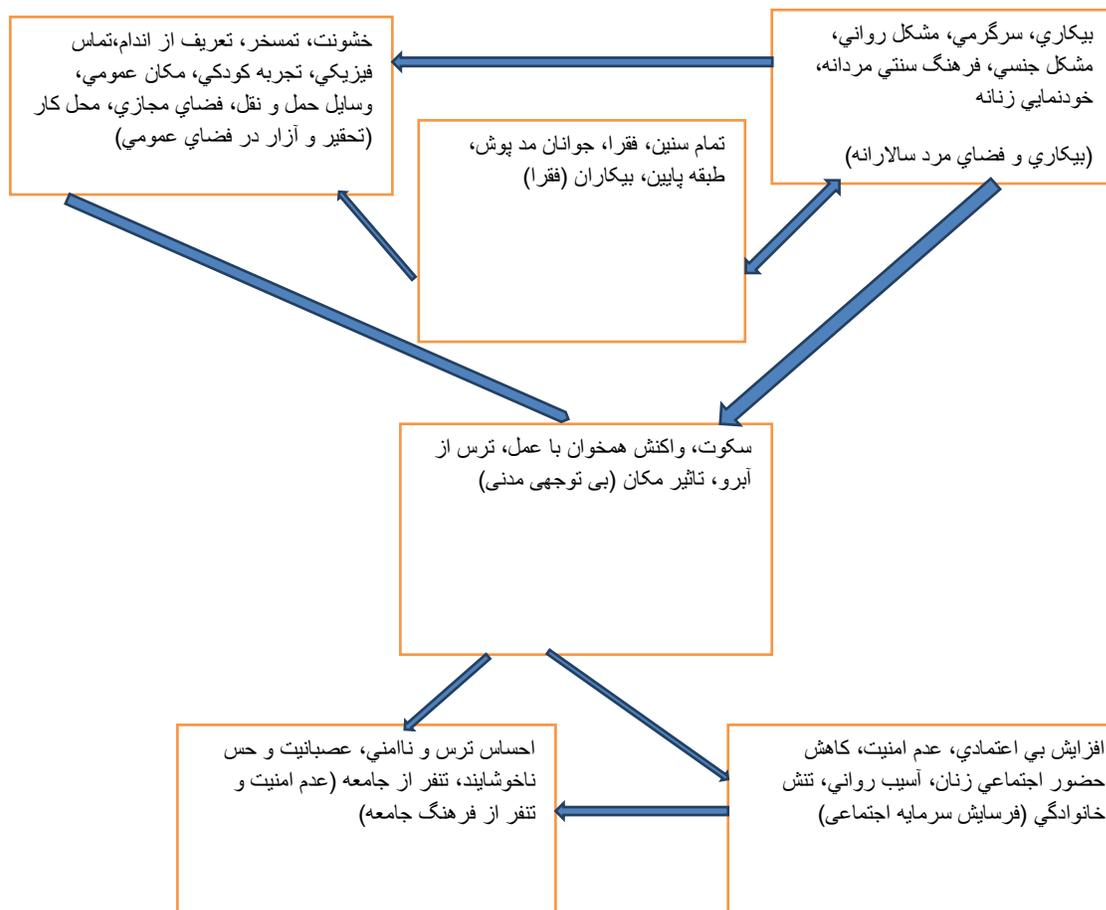 بيكاري، سرگرمي، مشكل رواني،
مشكل جنسي، فرهنگ سنتي مردانه،
خودنمايي زنانه
(بيكاري و فضاي مرد سالارانه)
خشونت، تمسخر، تعريف از اندام،تماس
فيزيكي، تجربه كودكي، مكان عمومي،
وسايل حمل و نقل، فضاي مجازي، محل كار
(تحقير و آزار در فضاي عمومي)
تمام سنين، فقرا، جوانان مد پوش،
طبقه پايين، بيكاران (فقرا)
سکوت، واکنش همخوان با عمل، ترس از
آبرو، تاثیر مکان (بی توجهی مدنی)
افزايش بي اعتمادي، عدم امنيت، كاهش
حضور اجتماعي زنان، آسيب رواني، تنش
خانوادگي (فرسایش سرمایه اجتماعی)
احساس ترس و ناامني، عصبانيت و حس
ناخوشايند، تنفر از جامعه (عدم امنيت و
تنفر از فرهنگ جامعه)